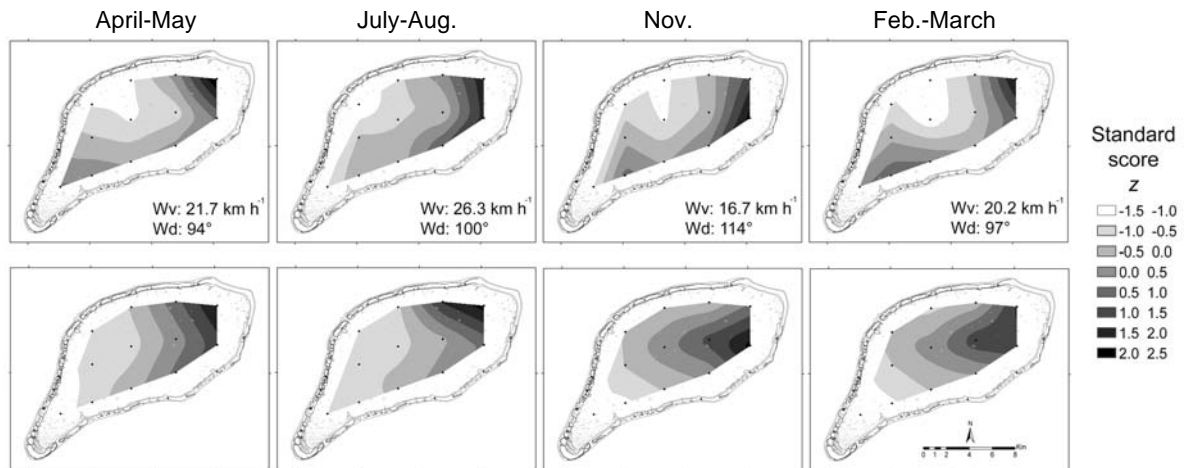 April-May July-Aug. Nov. Feb.-March
Wv: 21.7 km h⁻¹
Wd: 94°
Wv: 26.3 km h⁻¹
Wd: 100°
Wv: 16.7 km h⁻¹
Wd: 114°
Wv: 20.2 km h⁻¹
Wd: 97°
Standard
score
z
-1.5 -1.0
-1.0 -0.5
-0.5 0.0
0.0 0.5
0.5 1.0
1.0 1.5
1.5 2.0
2.0 2.5
N
0 1 2 4 6 8 Km